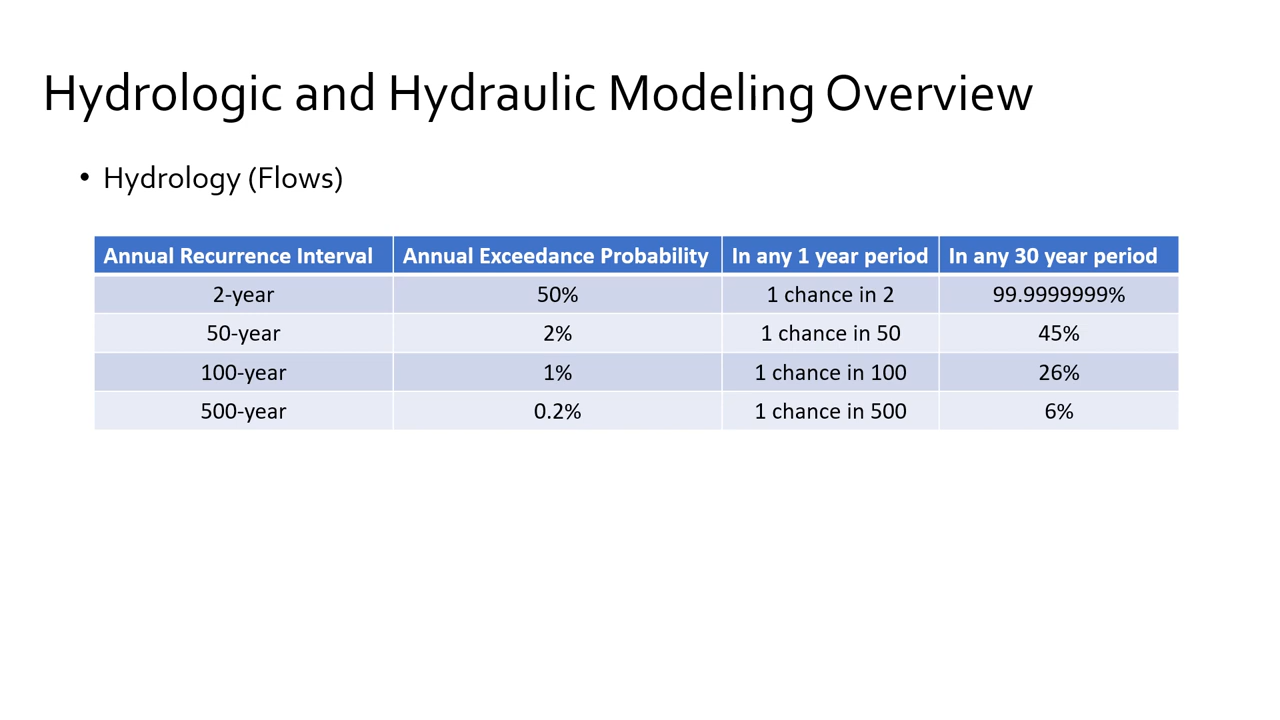 Hydrologic and Hydraulic Modeling Overview
• Hydrology (Flows)
Annual Recurrence Interval Annual Exceedance Probability In any 1 year period In any 30 year period
2-year 50% 1 chance in 2 99.9999999%
50-year 2% 1 chance in 50 45%
100-year 1% 1 chance in 100 26%
500-year 0.2% 1 chance in 500 6%